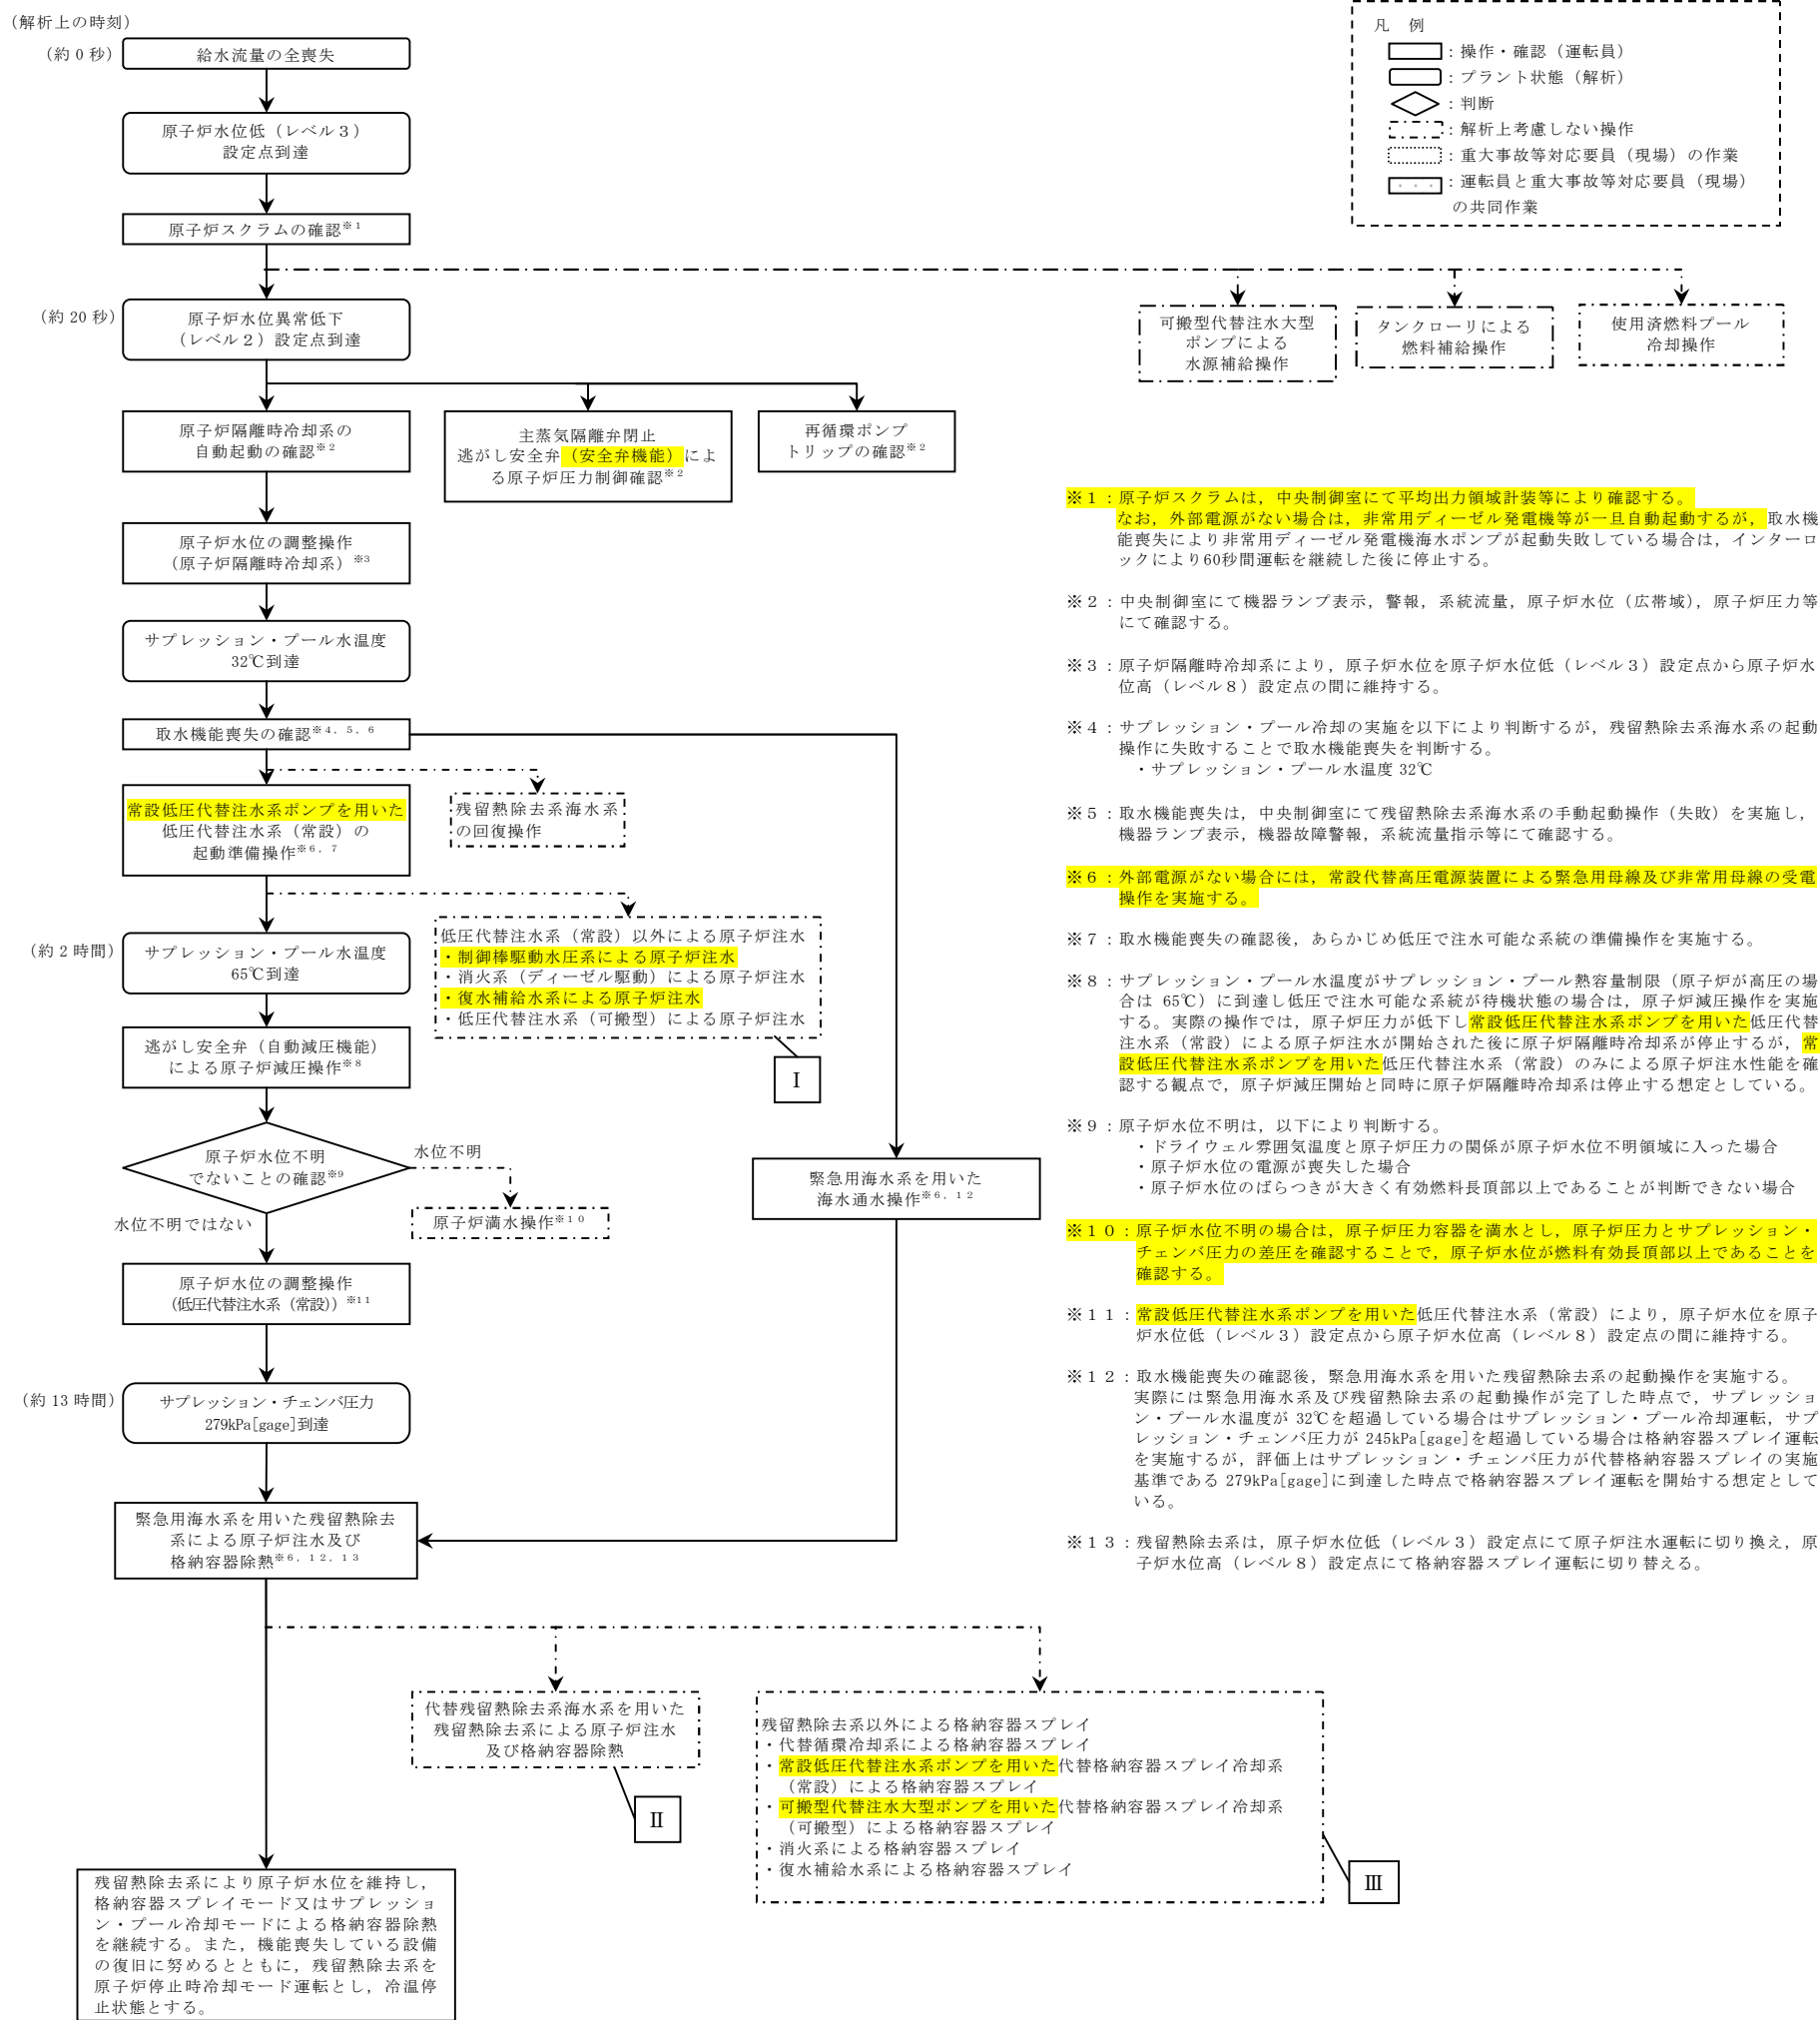 （解析上の時刻）
（約 0 秒）
給水流量の全喪失
原子炉水位低（レベル３）
設定点到達
原子炉スクラムの確認※１
（約 20 秒）
原子炉水位異常低下
（レベル２）設定点到達
原子炉隔離時冷却系の
自動起動の確認※２
主蒸気隔離弁閉止
逃がし安全弁（安全弁機能）によ
る原子炉圧力制御確認※２
再循環ポンプ
トリップの確認※２
原子炉水位の調整操作
（原子炉隔離時冷却系）※3
サプレッション・プール水温度
32℃到達
取水機能喪失の確認※４，５，６
常設低圧代替注水系ポンプを用いた
低圧代替注水系（常設）の
起動準備操作※６，７
残留熱除去系海水系
の回復操作
低圧代替注水系（常設）以外による原子炉注水
・制御棒駆動水圧系による原子炉注水
・消火系（ディーゼル駆動）による原子炉注水
・復水補給水系による原子炉注水
・低圧代替注水系（可搬型）による原子炉注水
Ⅰ
（約 2 時間）
サプレッション・プール水温度
65℃到達
逃がし安全弁（自動減圧機能）
による原子炉減圧操作※８
原子炉水位不明
でないことの確認※9
水位不明
水位不明ではない
原子炉満水操作※１０
緊急用海水系を用いた
海水通水操作※６，１２
原子炉水位の調整操作
（低圧代替注水系（常設））※11
（約 13 時間）
サプレッション・チェンバ圧力
279kPa[gage]到達
緊急用海水系を用いた残留熱除去
系による原子炉注水及び
格納容器除熱※６，１２，１３
代替残留熱除去系海水系を用いた
残留熱除去系による原子炉注水
及び格納容器除熱
Ⅱ
残留熱除去系以外による格納容器スプレイ
・代替循環冷却系による格納容器スプレイ
・常設低圧代替注水系ポンプを用いた代替格納容器スプレイ冷却系
（常設）による格納容器スプレイ
・可搬型代替注水大型ポンプを用いた代替格納容器スプレイ冷却系
（可搬型）による格納容器スプレイ
・消火系による格納容器スプレイ
・復水補給水系による格納容器スプレイ
Ⅲ
残留熱除去系により原子炉水位を維持し，
格納容器スプレイモード又はサプレッショ
ン・プール冷却モードによる格納容器除熱
を継続する。また，機能喪失している設備
の復旧に努めるとともに，残留熱除去系を
原子炉停止時冷却モード運転とし，冷温停
止状態とする。
凡　例
：操作・確認（運転員）
：プラント状態（解析）
：判断
：解析上考慮しない操作
：重大事故等対応要員（現場）の作業
：運転員と重大事故等対応要員（現場）
の共同作業
可搬型代替注水大型
ポンプによる
水源補給操作
タンクローリによる
燃料補給操作
使用済燃料プール
冷却操作
※１：原子炉スクラムは，中央制御室にて平均出力領域計装等により確認する。
なお，外部電源がない場合は，非常用ディーゼル発電機等が一旦自動起動するが，取水機
能喪失により非常用ディーゼル発電機海水ポンプが起動失敗している場合は，インターロ
ックにより60秒間運転を継続した後に停止する。
※２：中央制御室にて機器ランプ表示，警報，系統流量，原子炉水位（広帯域），原子炉圧力等
にて確認する。
※３：原子炉隔離時冷却系により，原子炉水位を原子炉水位低（レベル３）設定点から原子炉水
位高（レベル８）設定点の間に維持する。
※４：サプレッション・プール冷却の実施を以下により判断するが，残留熱除去系海水系の起動
操作に失敗することで取水機能喪失を判断する。
・サプレッション・プール水温度 32℃
※５：取水機能喪失は，中央制御室にて残留熱除去系海水系の手動起動操作（失敗）を実施し，
機器ランプ表示，機器故障警報，系統流量指示等にて確認する。
※６：外部電源がない場合には，常設代替高圧電源装置による緊急用母線及び非常用母線の受電
操作を実施する。
※７：取水機能喪失の確認後，あらかじめ低圧で注水可能な系統の準備操作を実施する。
※８：サプレッション・プール水温度がサプレッション・プール熱容量制限（原子炉が高圧の場
合は 65℃）に到達し低圧で注水可能な系統が待機状態の場合は，原子炉減圧操作を実施
する。実際の操作では，原子炉圧力が低下し常設低圧代替注水系ポンプを用いた低圧代替
注水系（常設）による原子炉注水が開始された後に原子炉隔離時冷却系が停止するが，常
設低圧代替注水系ポンプを用いた低圧代替注水系（常設）のみによる原子炉注水性能を確
認する観点で，原子炉減圧開始と同時に原子炉隔離時冷却系は停止する想定としている。
※９：原子炉水位不明は，以下により判断する。
・ドライウェル雰囲気温度と原子炉圧力の関係が原子炉水位不明領域に入った場合
・原子炉水位の電源が喪失した場合
・原子炉水位のばらつきが大きく有効燃料長頂部以上であることが判断できない場合
※１０：原子炉水位不明の場合は，原子炉圧力容器を満水とし，原子炉圧力とサプレッション・
チェンバ圧力の差圧を確認することで，原子炉水位が燃料有効長頂部以上であることを
確認する。
※１１：常設低圧代替注水系ポンプを用いた低圧代替注水系（常設）により，原子炉水位を原子
炉水位低（レベル３）設定点から原子炉水位高（レベル８）設定点の間に維持する。
※１２：取水機能喪失の確認後，緊急用海水系を用いた残留熱除去系の起動操作を実施する。
実際には緊急用海水系及び残留熱除去系の起動操作が完了した時点で，サプレッショ
ン・プール水温度が 32℃を超過している場合はサプレッション・プール冷却運転，サプ
レッション・チェンバ圧力が 245kPa[gage]を超過している場合は格納容器スプレイ運転
を実施するが，評価上はサプレッション・チェンバ圧力が代替格納容器スプレイの実施
基準である 279kPa[gage]に到達した時点で格納容器スプレイ運転を開始する想定として
いる。
※１３：残留熱除去系は，原子炉水位低（レベル３）設定点にて原子炉注水運転に切り換え，原
子炉水位高（レベル８）設定点にて格納容器スプレイ運転に切り替える。